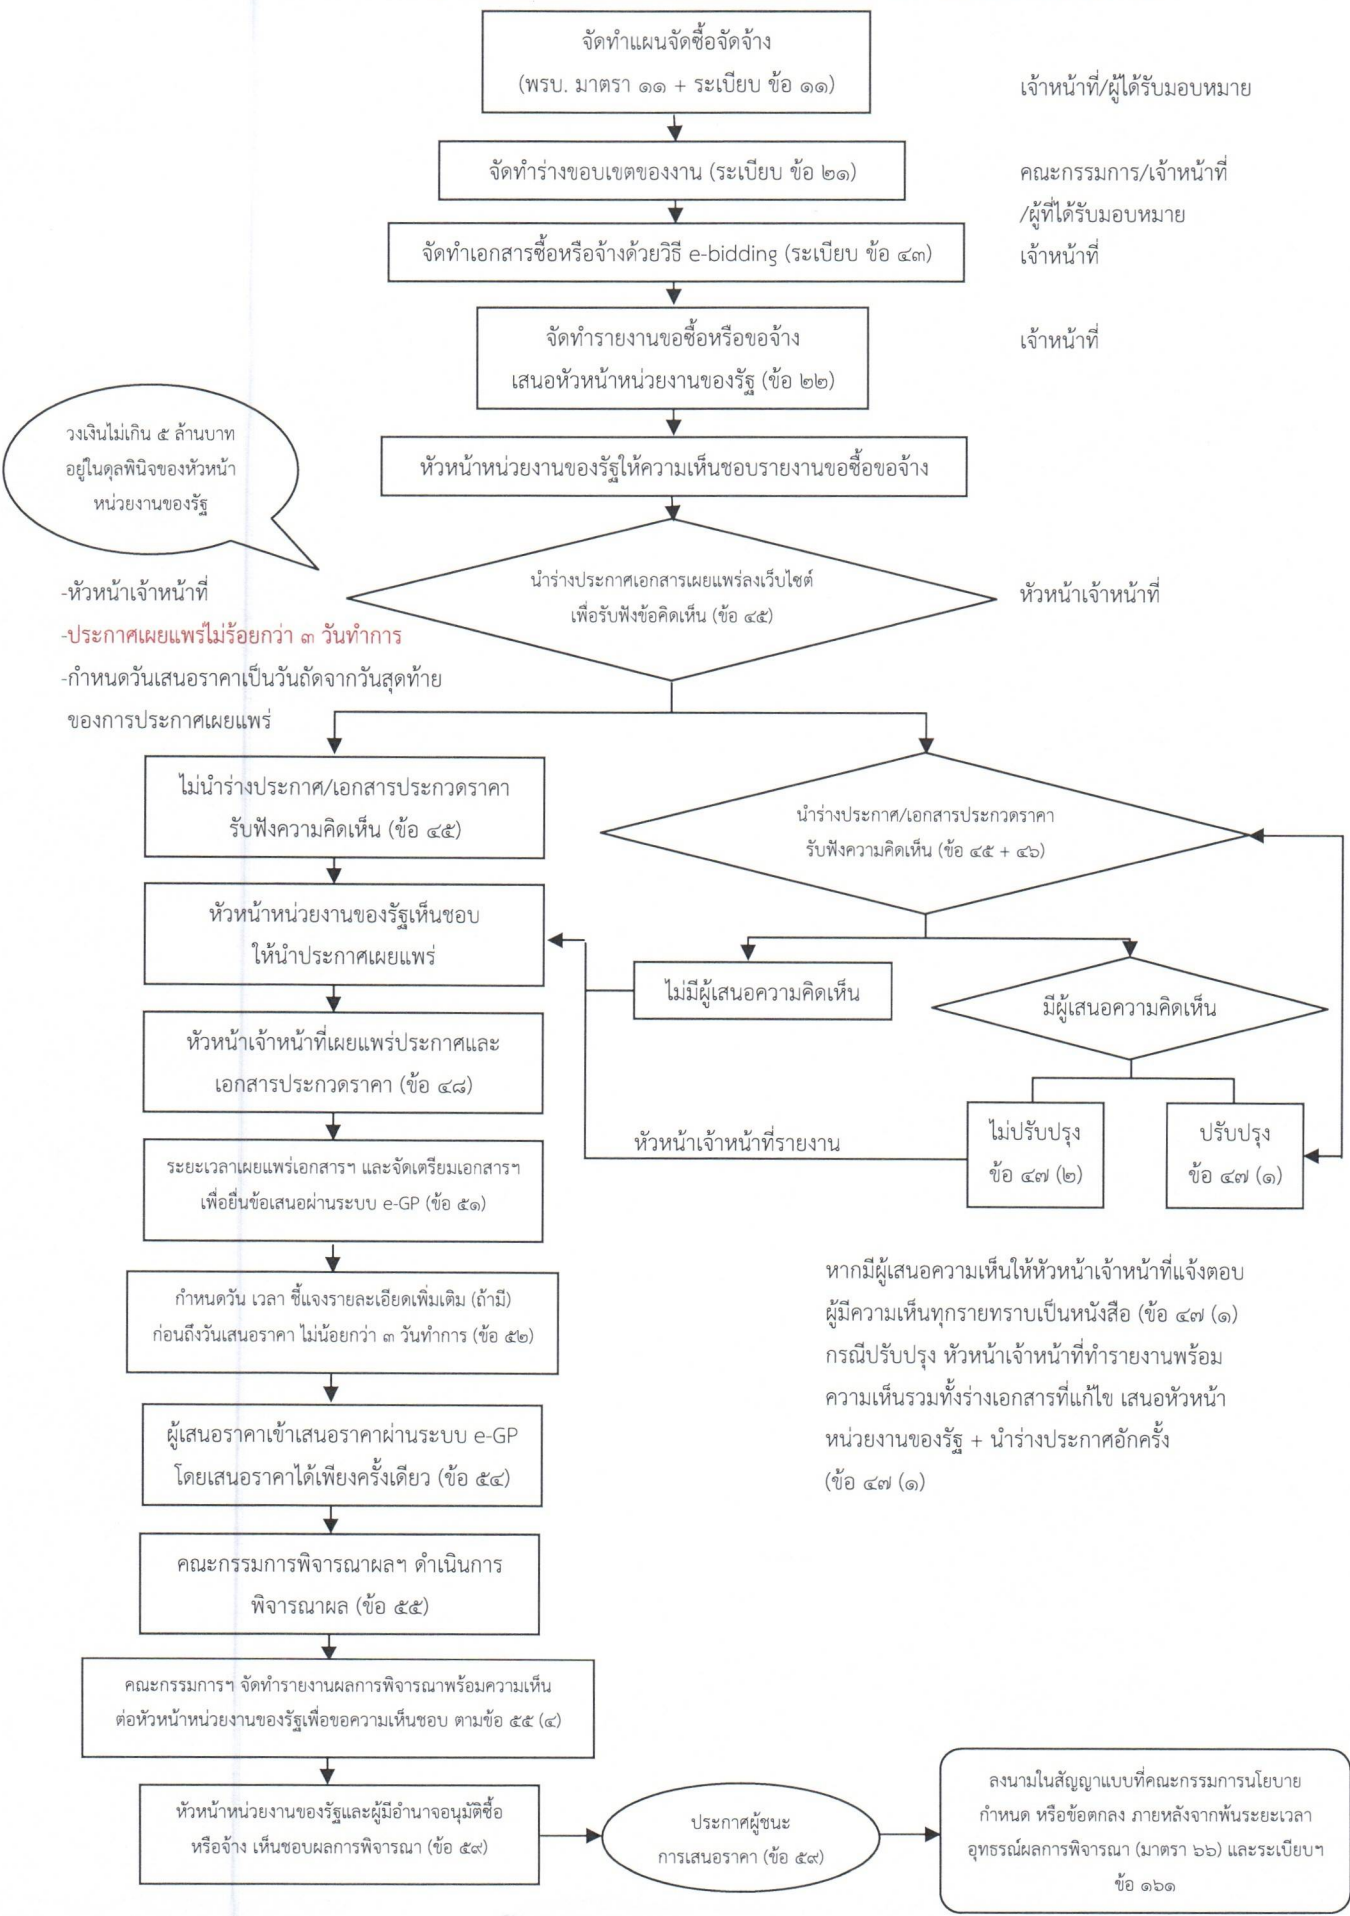 จัดทำแผนจัดซื้อจัดจ้าง
(พรบ. มาตรา ๑๑ + ระเบียบ ข้อ ๑๑)
เจ้าหน้าที่/ผู้ได้รับมอบหมาย
จัดทำร่างขอบเขตของงาน (ระเบียบ ข้อ ๒๑)
คณะกรรมการ/เจ้าหน้าที่
/ผู้ที่ได้รับมอบหมาย
จัดทำเอกสารซื้อหรือจ้างด้วยวิธี e-bidding (ระเบียบ ข้อ ๔๓)
เจ้าหน้าที่
จัดทำรายงานขอซื้อหรือขอจ้าง
เสนอหัวหน้าหน่วยงานของรัฐ (ข้อ ๒๒)
เจ้าหน้าที่
วงเงินไม่เกิน ๕ ล้านบาท
อยู่ในดุลพินิจของหัวหน้า
หน่วยงานของรัฐ
หัวหน้าหน่วยงานของรัฐให้ความเห็นชอบรายงานขอซื้อขอจ้าง
นำร่างประกาศเอกสารเผยแพร่ลงเว็บไซต์
เพื่อรับฟังข้อคิดเห็น (ข้อ ๔๕)
หัวหน้าเจ้าหน้าที่
-หัวหน้าเจ้าหน้าที่
-ประกาศเผยแพร่ไม่ร้อยกว่า ๓ วันทำการ
-กำหนดวันเสนอราคาเป็นวันถัดจากวันสุดท้าย
ของการประกาศเผยแพร่
ไม่นำร่างประกาศ/เอกสารประกวดราคา
รับฟังความคิดเห็น (ข้อ ๔๕)
นำร่างประกาศ/เอกสารประกวดราคา
รับฟังความคิดเห็น (ข้อ ๔๕ + ๔๖)
หัวหน้าหน่วยงานของรัฐเห็นชอบ
ให้นำประกาศเผยแพร่
ไม่มีผู้เสนอความคิดเห็น
มีผู้เสนอความคิดเห็น
หัวหน้าเจ้าหน้าที่เผยแพร่ประกาศและ
เอกสารประกวดราคา (ข้อ ๔๘)
หัวหน้าเจ้าหน้าที่รายงาน
ไม่ปรับปรุง
ข้อ ๔๗ (๒)
ปรับปรุง
ข้อ ๔๗ (๑)
ระยะเวลาเผยแพร่เอกสารฯ และจัดเตรียมเอกสารฯ
เพื่อยื่นข้อเสนอผ่านระบบ e-GP (ข้อ ๕๑)
กำหนดวัน เวลา ชี้แจงรายละเอียดเพิ่มเติม (ถ้ามี)
ก่อนถึงวันเสนอราคา ไม่น้อยกว่า ๓ วันทำการ (ข้อ ๕๒)
หากมีผู้เสนอความเห็นให้หัวหน้าเจ้าหน้าที่แจ้งตอบ
ผู้มีความเห็นทุกรายทราบเป็นหนังสือ (ข้อ ๔๗ (๑)
กรณีปรับปรุง หัวหน้าเจ้าหน้าที่ทำรายงานพร้อม
ความเห็นรวมทั้งร่างเอกสารที่แก้ไข เสนอหัวหน้า
หน่วยงานของรัฐ + นำร่างประกาศอักครั้ง
(ข้อ ๔๗ (๑)
ผู้เสนอราคาเข้าเสนอราคาผ่านระบบ e-GP
โดยเสนอราคาได้เพียงครั้งเดียว (ข้อ ๕๔)
คณะกรรมการพิจารณาผลฯ ดำเนินการ
พิจารณาผล (ข้อ ๕๕)
คณะกรรมการฯ จัดทำรายงานผลการพิจารณาพร้อมความเห็น
ต่อหัวหน้าหน่วยงานของรัฐเพื่อขอความเห็นชอบ ตามข้อ ๕๕ (๔)
หัวหน้าหน่วยงานของรัฐและผู้มีอำนาจอนุมัติซื้อ
หรือจ้าง เห็นชอบผลการพิจารณา (ข้อ ๕๙)
ประกาศผู้ชนะ
การเสนอราคา (ข้อ ๕๙)
ลงนามในสัญญาแบบที่คณะกรรมการนโยบาย
กำหนด หรือข้อตกลง ภายหลังจากพ้นระยะเวลา
อุทธรณ์ผลการพิจารณา (มาตรา ๖๖) และระเบียบฯ
ข้อ ๑๖๑